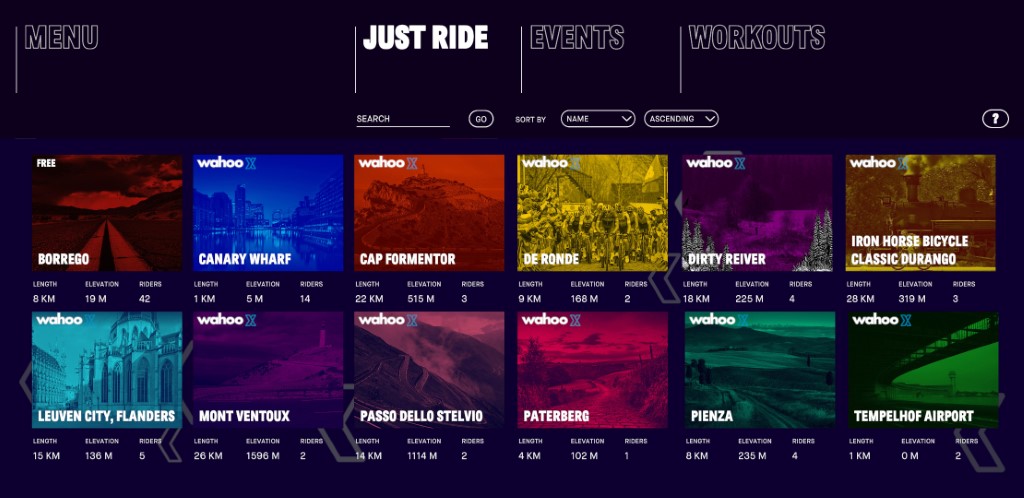 MENU
JUST RIDE
EVENTS
WORKOUTS
SEARCH
GO
SORT BY
NAME
ASCENDING
?
FREE
BORREGO
LENGTH ELEVATION RIDERS
8 KM 19 M 42
wahoo X
CANARY WHARF
LENGTH ELEVATION RIDERS
1 KM 5 M 14
wahoo X
CAP FORMENTOR
LENGTH ELEVATION RIDERS
22 KM 515 M 3
wahoo X
DE RONDE
LENGTH ELEVATION RIDERS
9 KM 168 M 2
wahoo X
DIRTY REIVER
LENGTH ELEVATION RIDERS
18 KM 225 M 4
wahoo X
IRON HORSE BICYCLE
CLASSIC DURANGO
LENGTH ELEVATION RIDERS
28 KM 319 M 3
wahoo X
LEUVEN CITY, FLANDERS
LENGTH ELEVATION RIDERS
15 KM 136 M 5
wahoo X
MONT VENTOUX
LENGTH ELEVATION RIDERS
26 KM 1596 M 2
wahoo X
PASSO DELLO STELVIO
LENGTH ELEVATION RIDERS
14 KM 1114 M 2
wahoo X
PATERBERG
LENGTH ELEVATION RIDERS
4 KM 102 M 1
wahoo X
PIENZA
LENGTH ELEVATION RIDERS
8 KM 235 M 4
wahoo X
TEMPELHOF AIRPORT
LENGTH ELEVATION RIDERS
1 KM 0 M 2